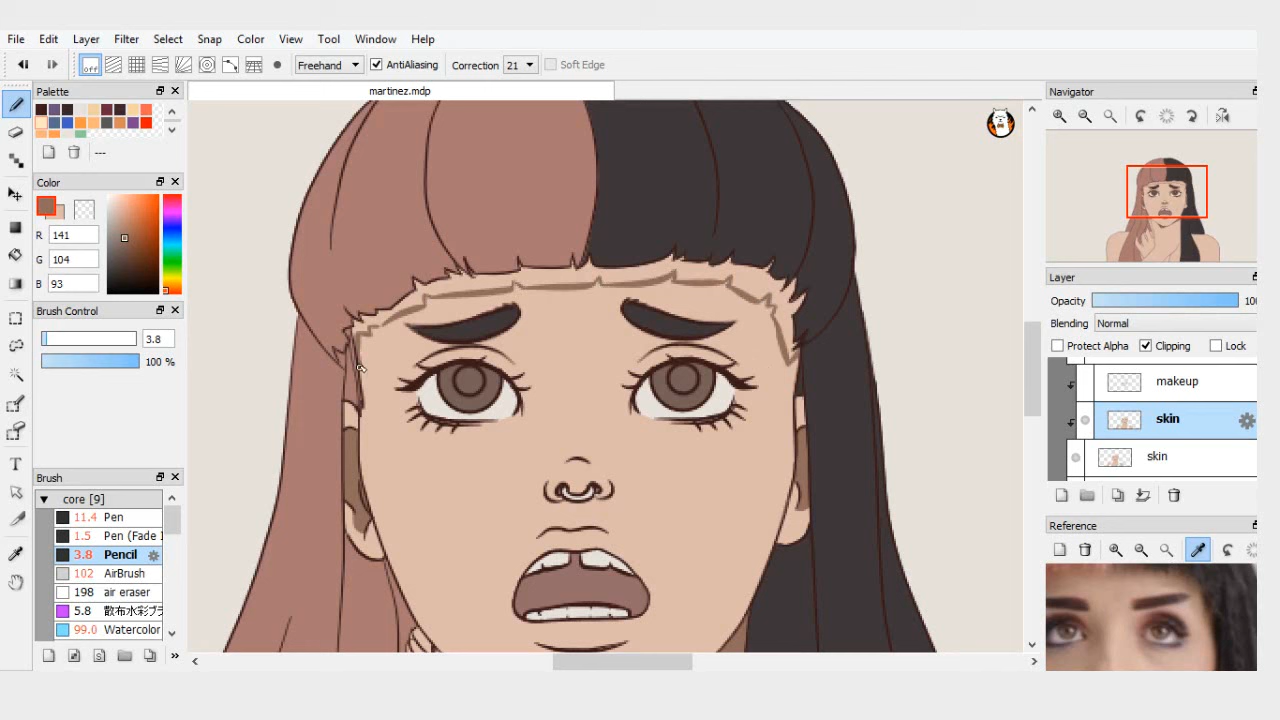 File Edit Layer Filter Select Snap Color View Tool Window Help
off Freehand AntiAliasing Correction 21 Soft Edge
Palette
martinez.mdp
Navigator
---
Color
R 141
G 104
B 93
Brush Control
3.8
100 %
Layer
Opacity 100
Blending Normal
Protect Alpha Clipping Lock
makeup
skin
skin
Brush
core [9]
11.4 Pen
1.5 Pen (Fade
3.8 Pencil
102 AirBrush
198 air eraser
5.8 散布水彩ブラ
99.0 Watercolor
»
Reference